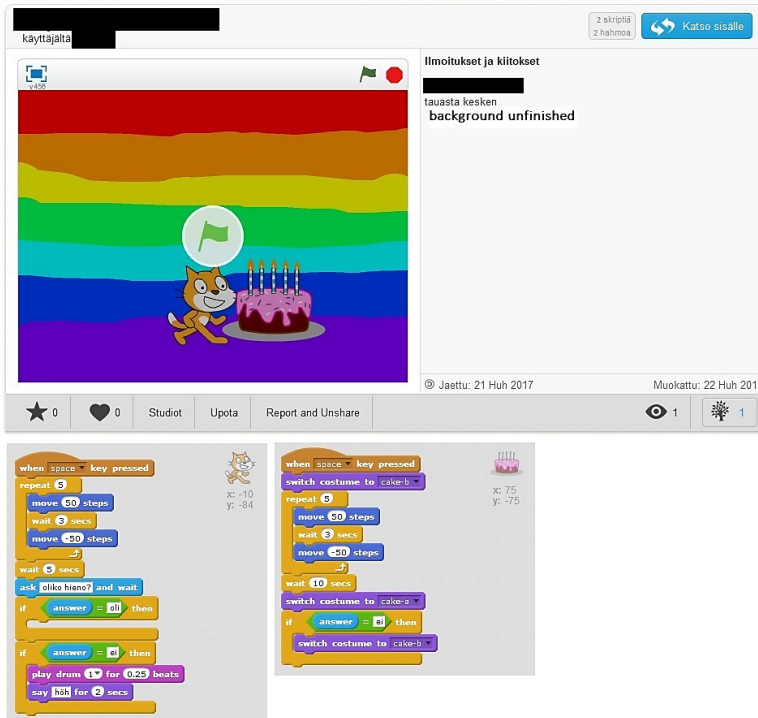 käyttäjältä
2 skriptiä
2 hahmoa
Katso sisälle
v456
Ilmoitukset ja kiitokset
tauasta kesken
background unfinished
Jaettu: 21 Huh 2017
Muokattu: 22 Huh 201
0
0
Studiot
Upota
Report and Unshare
1
1
when space key pressed
repeat 5
move 50 steps
wait 3 secs
move -50 steps
wait 5 secs
ask oliko hieno? and wait
if answer = oli then
if answer = ei then
play drum 1 for 0.25 beats
say höh for 2 secs
x: -10
y: -84
when space key pressed
switch costume to cake-b
repeat 5
move 50 steps
wait 3 secs
move -50 steps
wait 10 secs
switch costume to cake-a
if answer = ei then
switch costume to cake-b
x: 75
y: -75